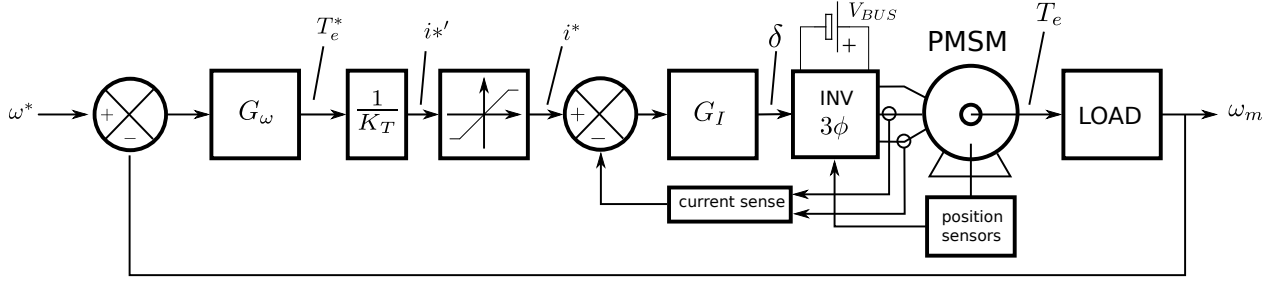 ω*
+
−
G_ω
T_e^*
1
K_T
i*′
i*
+
−
G_I
δ
V_BUS
+
INV
3ϕ
PMSM
T_e
LOAD
ω_m
current sense
position
sensors